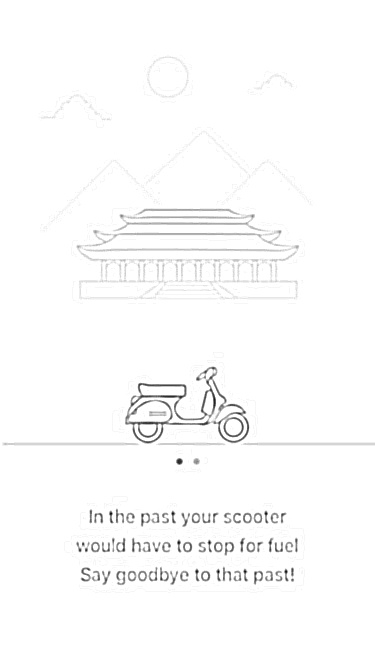 In the past your scooter
would have to stop for fuel
Say goodbye to that past!